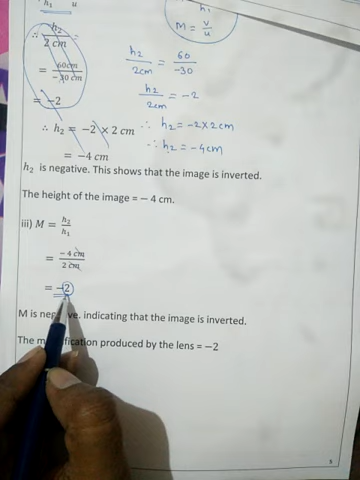 h₁ u
h₁
M = v/u
∴ h₂/2 cm =
= 60cm/-30 cm
= -2
∴ h₂ = -2 × 2 cm
= -4 cm
h₂/2cm = 60/-30
h₂/2cm = -2
∴ h₂ = -2×2cm
∴ h₂ = -4cm
h₂ is negative. This shows that the image is inverted.
The height of the image = – 4 cm.
iii) M = h₂/h₁
= -4 cm/2 cm
= -2
M is indicating that the image is inverted.
The produced by the lens = –2